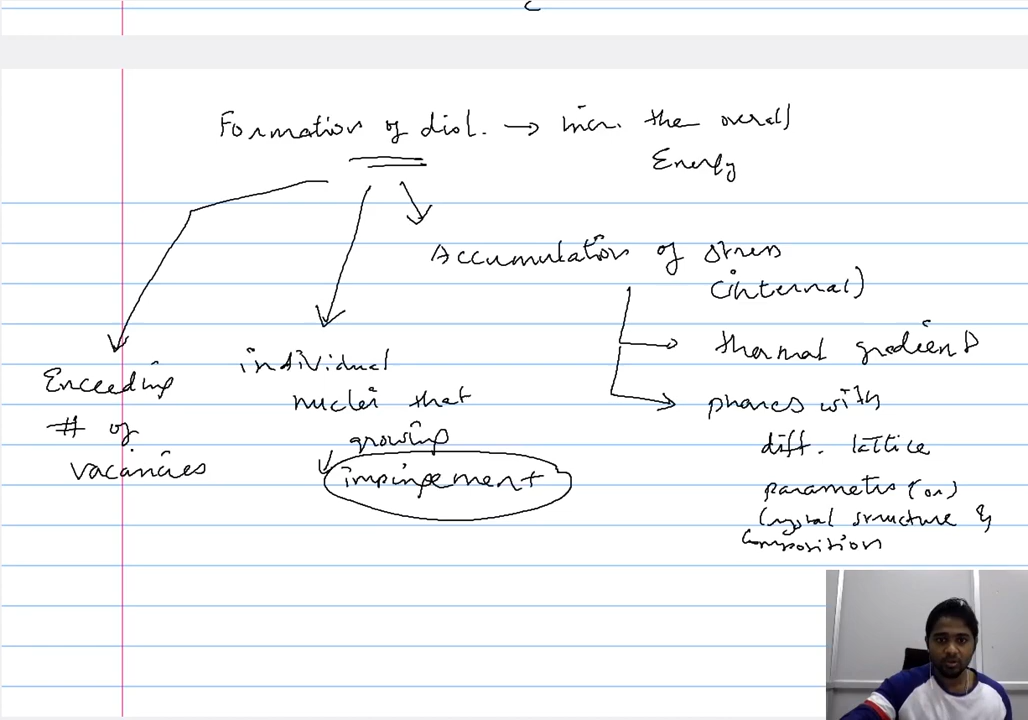 Formation of disl. → incr. the overall
Energy
Accumulation of stress
(internal)
thermal gradient
phases with
diff. lattice
parameters (or)
Crystal structure &
Composition
individual
nuclei that
growing
impingement
Exceeding
# of
vacancies